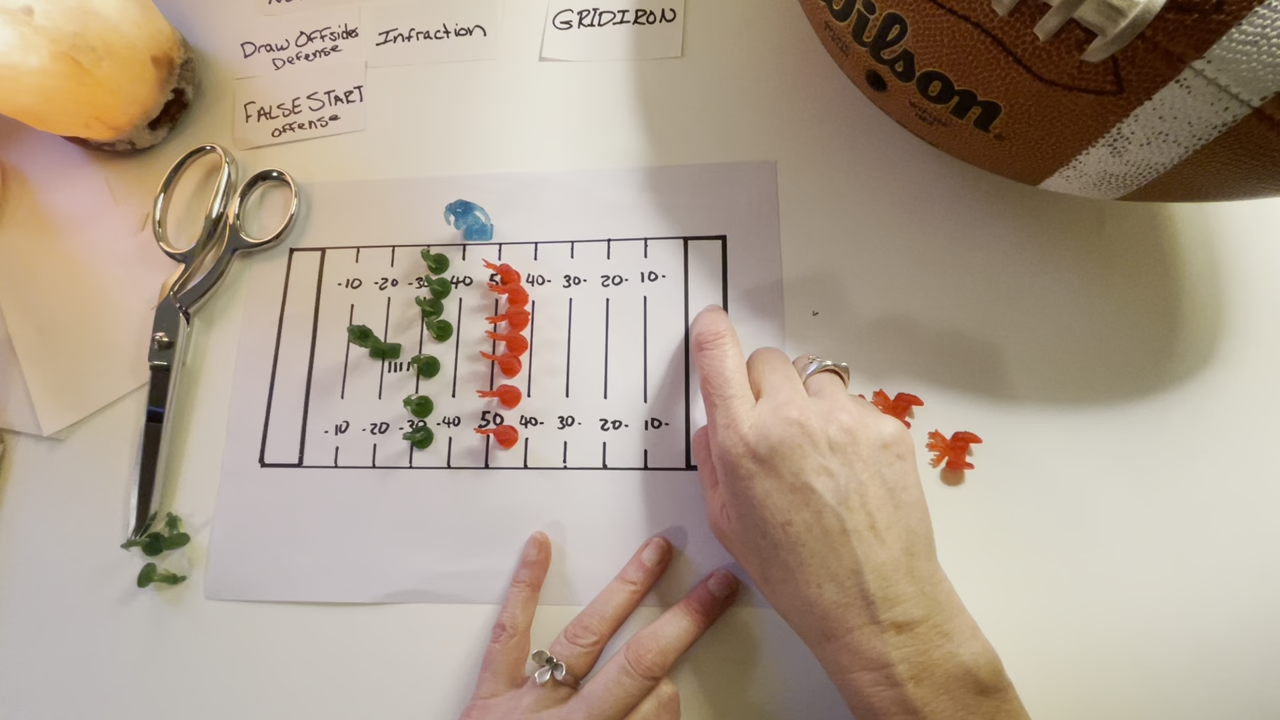 Draw Offsides
Defense
Infraction
GRIDIRON
FALSE START
offense
Wilson
-10 -20 -30 40 50 40- 30- 20- 10-
-10 -20 -30 -40 50 40- 30- 20- 10-